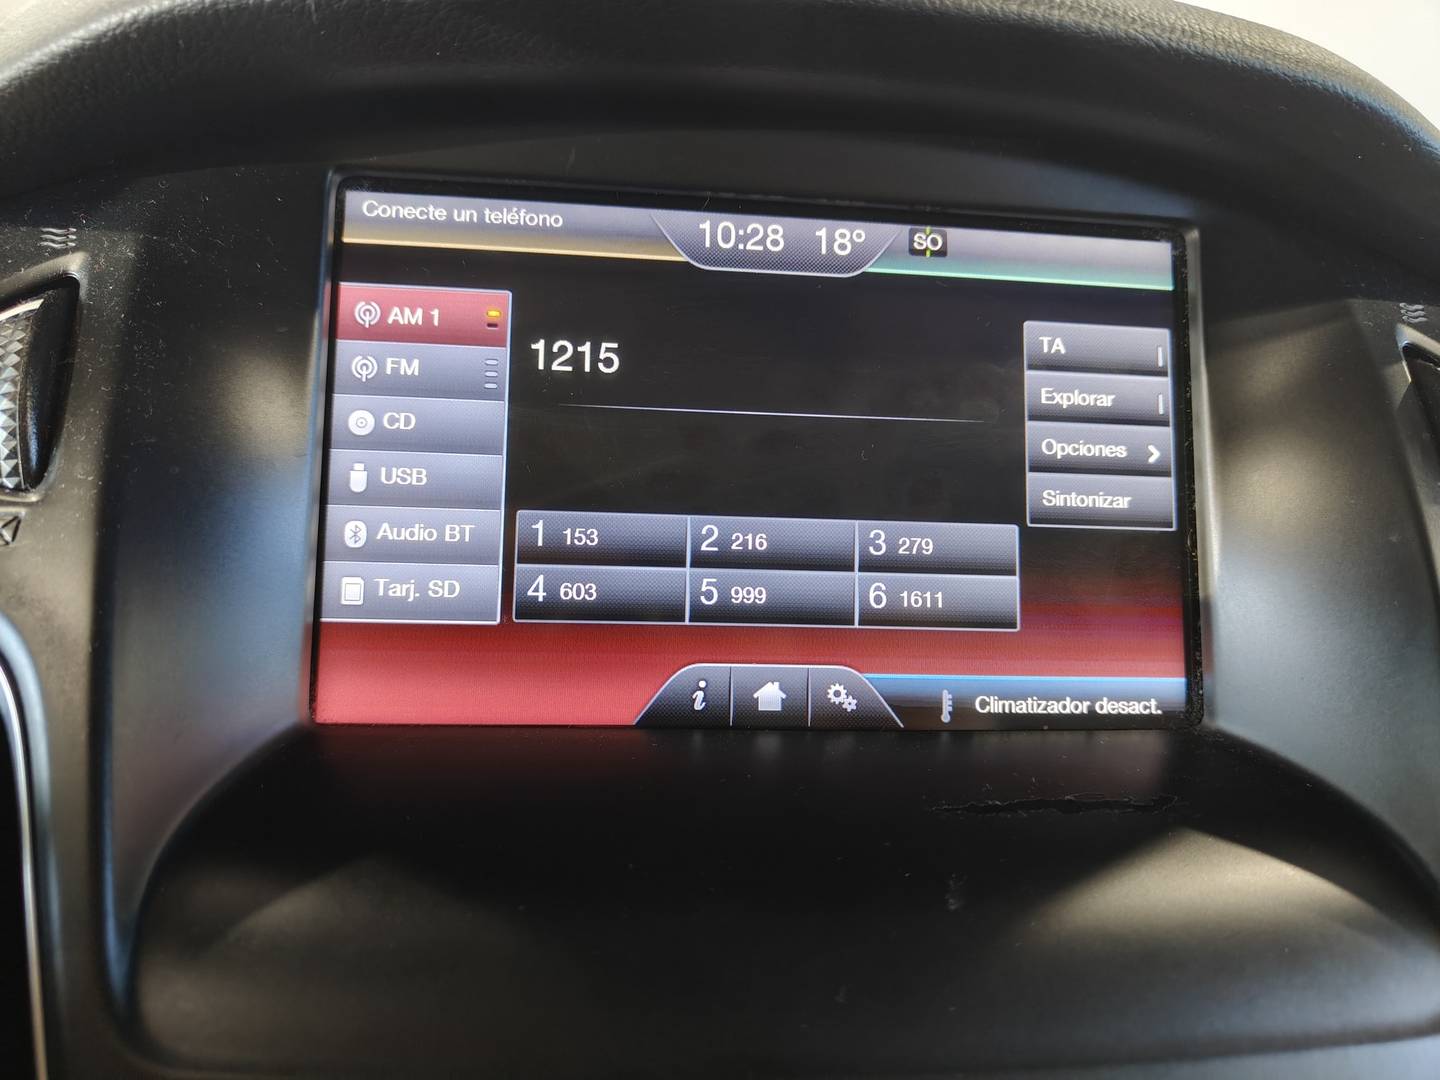 Conecte un teléfono
10:28 18° SO
AM 1
FM
CD
USB
Audio BT
Tarj. SD
1215
1 153
2 216
3 279
4 603
5 999
6 1611
TA
Explorar
Opciones
Sintonizar
i
Climatizador desact.